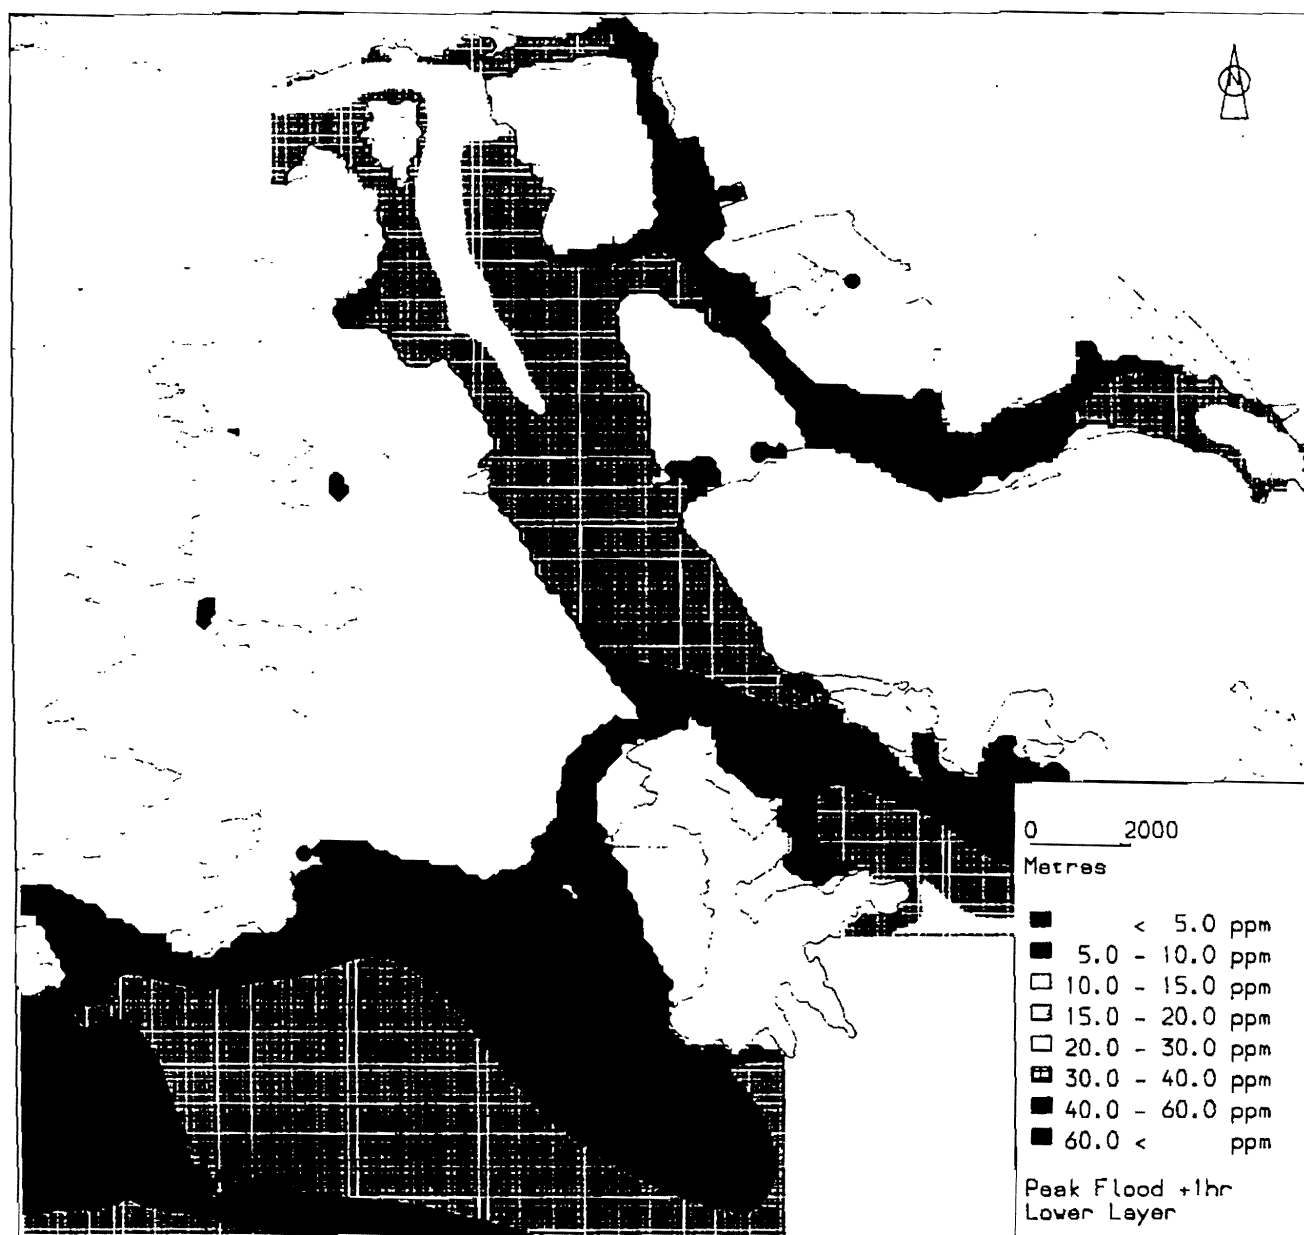 N
0 2000
Metres
< 5.0 ppm
5.0 - 10.0 ppm
10.0 - 15.0 ppm
15.0 - 20.0 ppm
20.0 - 30.0 ppm
30.0 - 40.0 ppm
40.0 - 60.0 ppm
60.0 < ppm
Peak Flood +1hr
Lower Layer